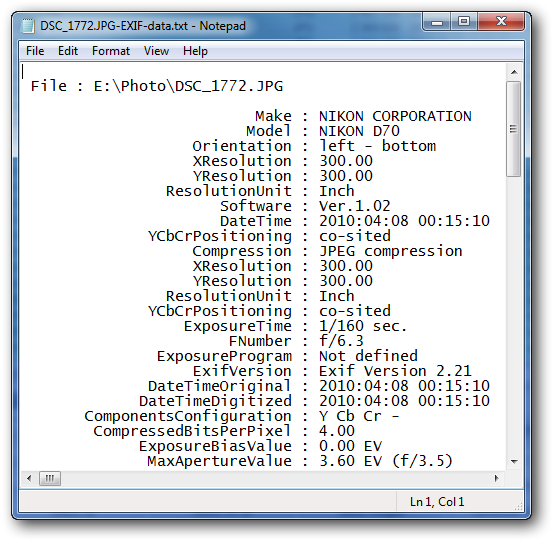 DSC_1772.JPG-EXIF-data.txt - Notepad
File Edit Format View Help
File : E:\Photo\DSC_1772.JPG
Make : NIKON CORPORATION
Model : NIKON D70
Orientation : left - bottom
XResolution : 300.00
YResolution : 300.00
ResolutionUnit : Inch
Software : Ver.1.02
DateTime : 2010:04:08 00:15:10
YCbCrPositioning : co-sited
Compression : JPEG compression
XResolution : 300.00
YResolution : 300.00
ResolutionUnit : Inch
YCbCrPositioning : co-sited
ExposureTime : 1/160 sec.
FNumber : f/6.3
ExposureProgram : Not defined
ExifVersion : Exif Version 2.21
DateTimeOriginal : 2010:04:08 00:15:10
DateTimeDigitized : 2010:04:08 00:15:10
ComponentsConfiguration : Y Cb Cr -
CompressedBitsPerPixel : 4.00
ExposureBiasValue : 0.00 EV
MaxApertureValue : 3.60 EV (f/3.5)
Ln 1, Col 1